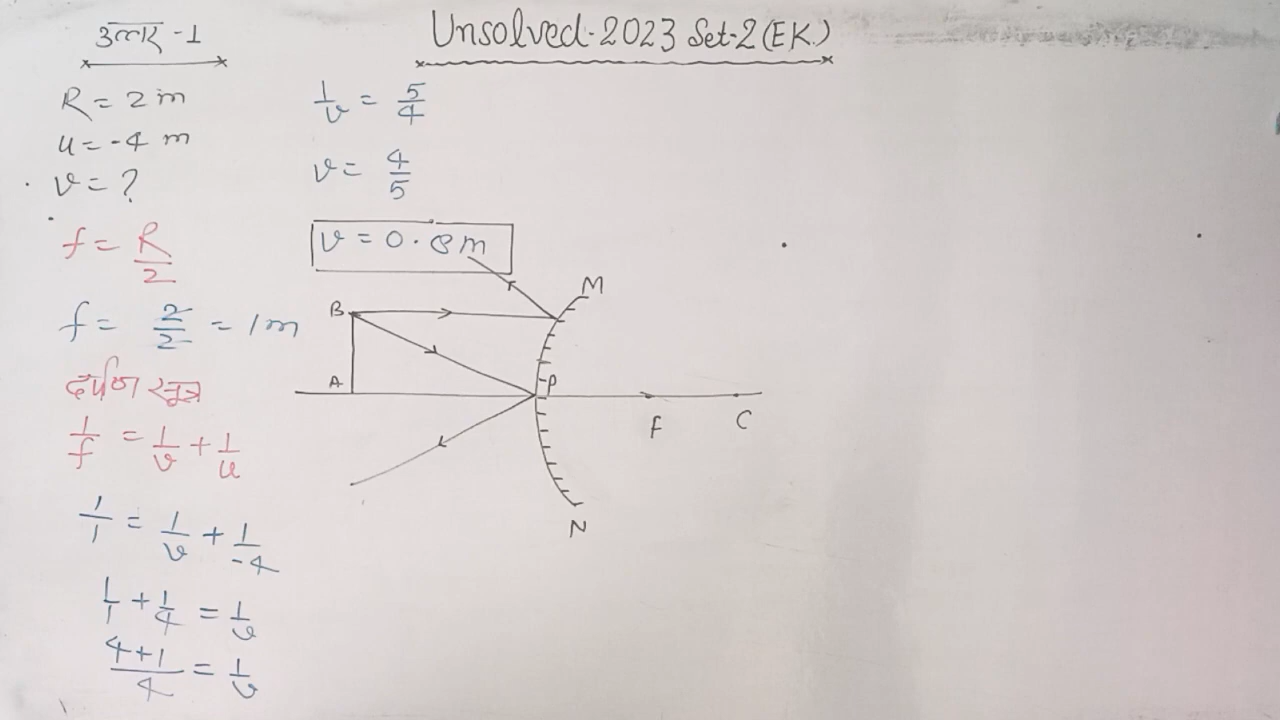 उत्तर -1
Unsolved-2023 Set-2 (EK.)
R = 2 m
u = -4 m
v = ?
f = R/2
f = 2/2 = 1m
दर्पण सूत्र
1/f = 1/v + 1/u
1/1 = 1/v + 1/-4
1/1 + 1/4 = 1/v
4+1/4 = 1/v
1/v = 5/4
v = 4/5
v = 0.8m
M
B
A
P
F
C
N